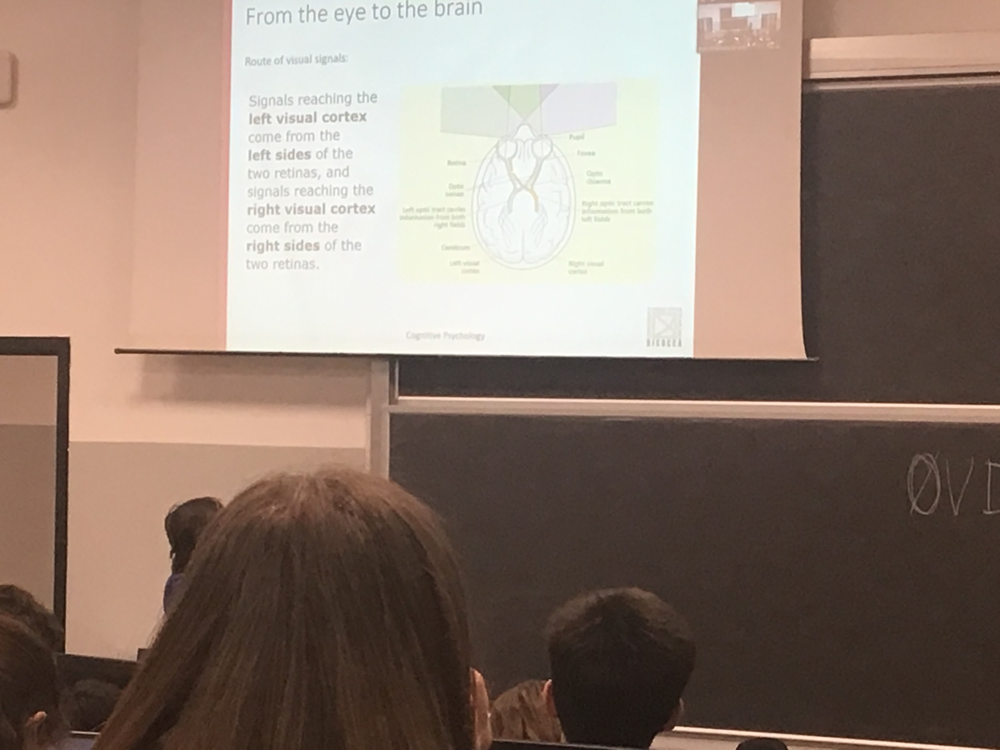 From the eye to the brain
Route of visual signals:
Signals reaching the
left visual cortex
come from the
left sides of the
two retinas, and
signals reaching the
right visual cortex
come from the
right sides of the
two retinas.
Pupil
Fovea
Retina
Optic
chiasma
Optic
nerves
Left optic tract carries
information from both
right fields
Right optic tract carries
information from both
left fields
Cerebrum
Left visual
cortex
Right visual
cortex
Cognitive Psychology
BICOCCA
ØVD